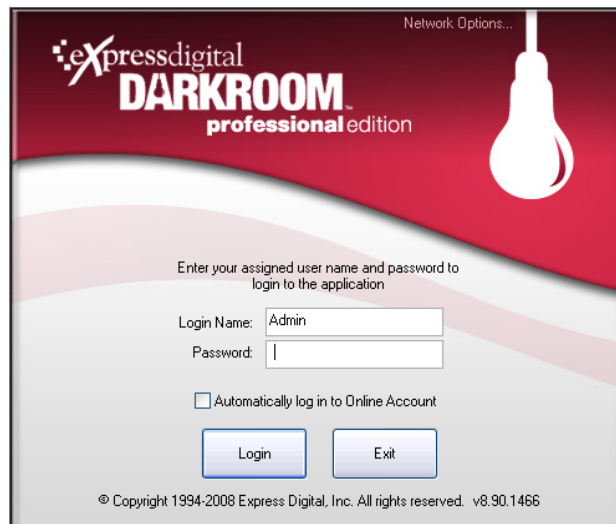 Network Options...
eXpressdigital
DARKROOM™
professional edition
Enter your assigned user name and password to
login to the application
Login Name: Admin
Password:
Automatically log in to Online Account
Login Exit
© Copyright 1994-2008 Express Digital, Inc. All rights reserved. v8.90.1466